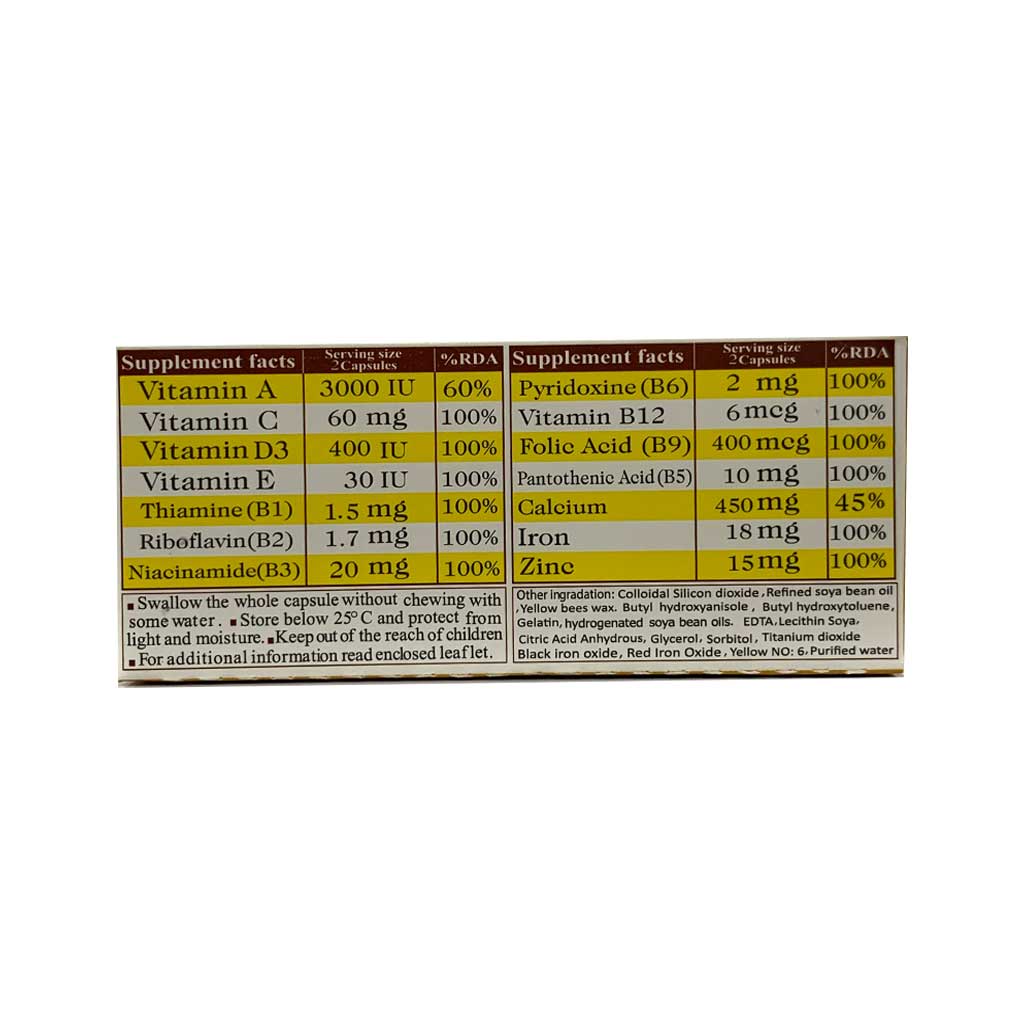 Supplement facts Serving size 2Capsules %RDA
Vitamin A 3000 IU 60%
Vitamin C 60 mg 100%
Vitamin D3 400 IU 100%
Vitamin E 30 IU 100%
Thiamine (B1) 1.5 mg 100%
Riboflavin(B2) 1.7 mg 100%
Niacinamide(B3) 20 mg 100%
▪ Swallow the whole capsule without chewing with
some water. ▪ Store below 25°C and protect from
light and moisture. ▪ Keep out of the reach of children
▪ For additional information read enclosed leaflet.
Supplement facts Serving size 2Capsules %RDA
Pyridoxine (B6) 2 mg 100%
Vitamin B12 6mcg 100%
Folic Acid (B9) 400 mcg 100%
Pantothenic Acid (B5) 10 mg 100%
Calcium 450 mg 45%
Iron 18 mg 100%
Zinc 15 mg 100%
Other ingradation: Colloidal Silicon dioxide, Refined soya bean oil
,Yellow bees wax. Butyl hydroxyanisole, Butyl hydroxytoluene,
Gelatin, hydrogenated soya bean oils. EDTA, Lecithin Soya,
Citric Acid Anhydrous, Glycerol, Sorbitol, Titanium dioxide
Black iron oxide, Red Iron Oxide, Yellow NO: 6, Purified water